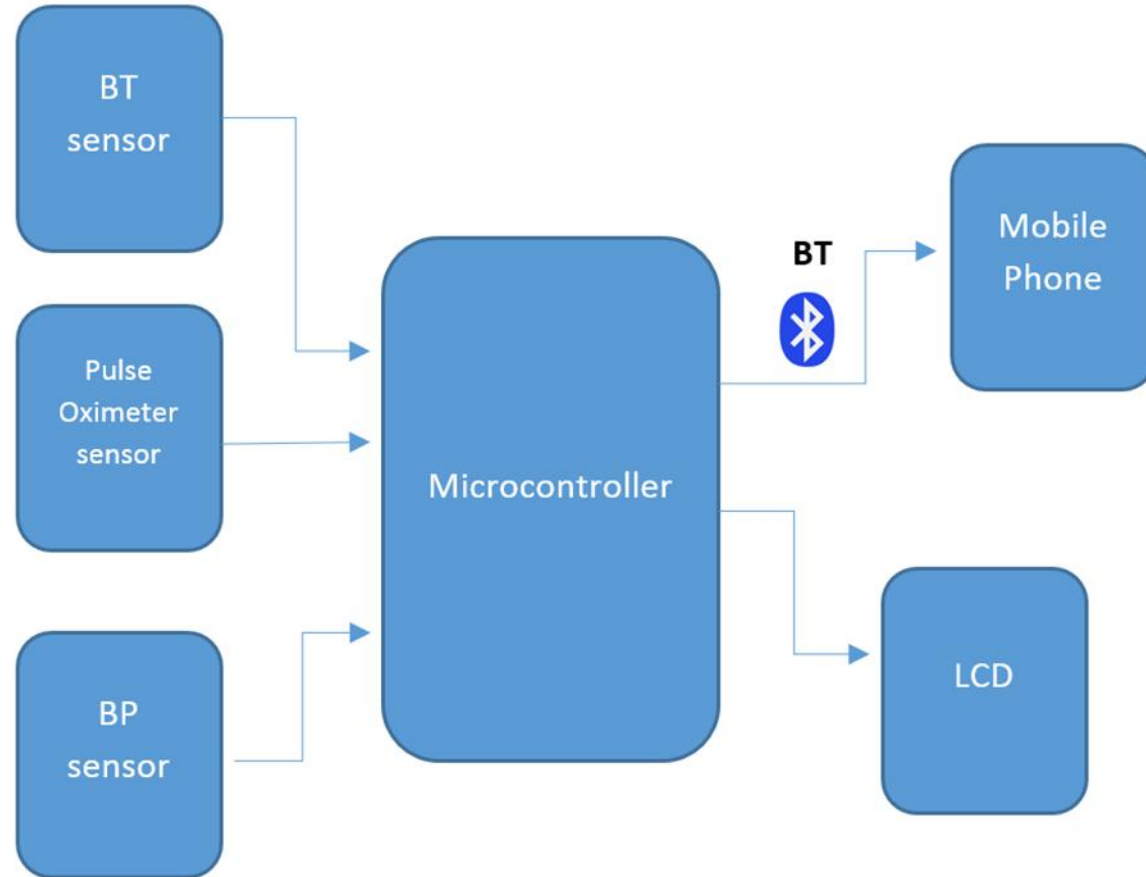 BT
sensor
Pulse
Oximeter
sensor
BP
sensor
Microcontroller
BT
Mobile
Phone
LCD